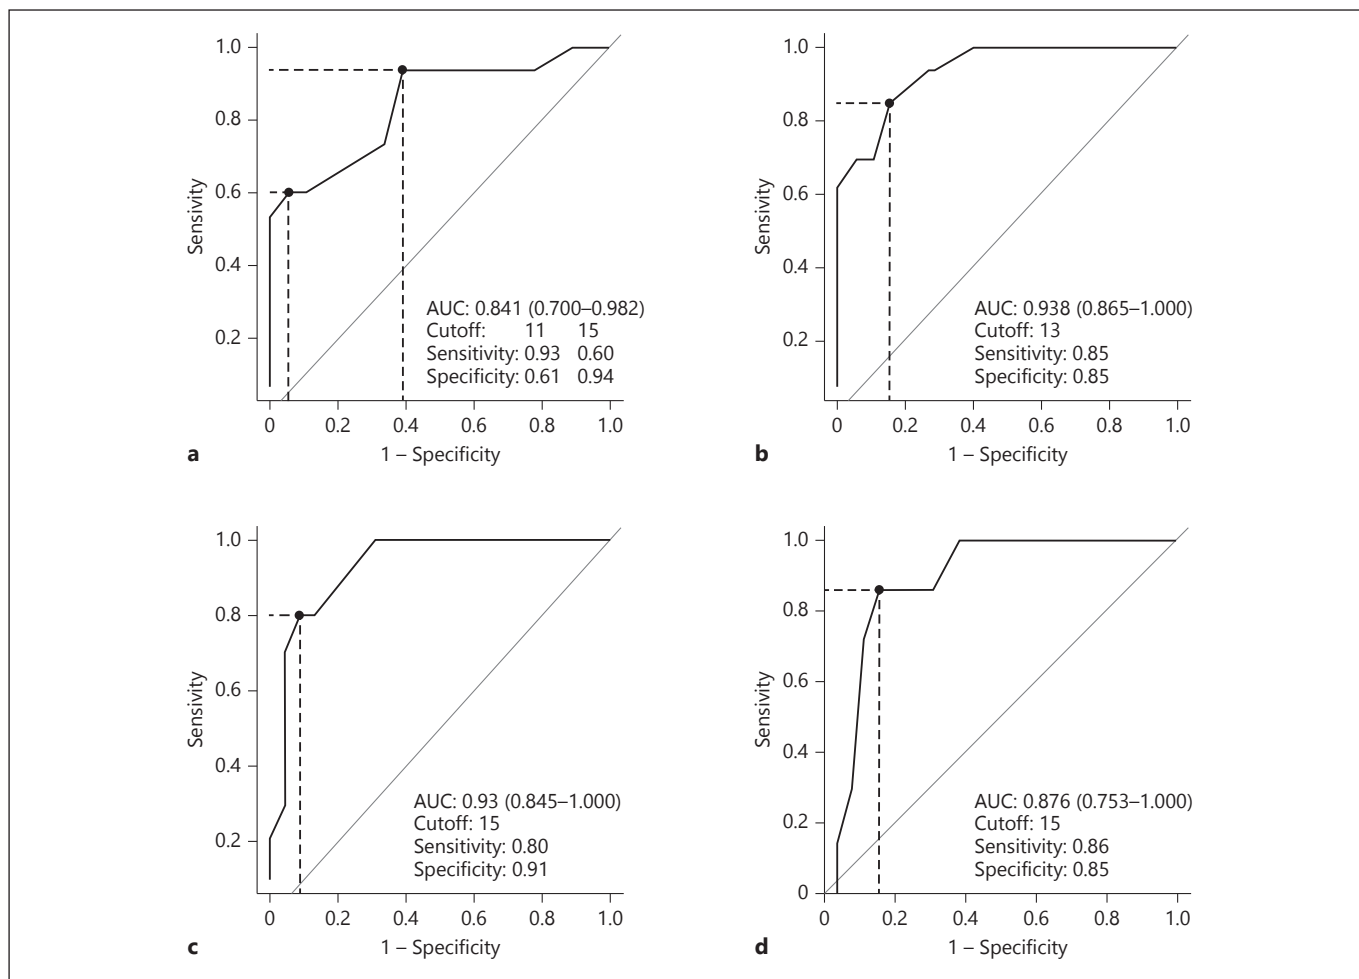 1.0
0.8
0.6
0.4
0.2
Sensivity
AUC: 0.841 (0.700–0.982)
Cutoff: 11 15
Sensitivity: 0.93 0.60
Specificity: 0.61 0.94
0 0.2 0.4 0.6 0.8 1.0
1 – Specificity
a
1.0
0.8
0.6
0.4
0.2
Sensivity
AUC: 0.938 (0.865–1.000)
Cutoff: 13
Sensitivity: 0.85
Specificity: 0.85
0 0.2 0.4 0.6 0.8 1.0
1 – Specificity
b
1.0
0.8
0.6
0.4
0.2
Sensivity
AUC: 0.93 (0.845–1.000)
Cutoff: 15
Sensitivity: 0.80
Specificity: 0.91
0 0.2 0.4 0.6 0.8 1.0
1 – Specificity
c
1.0
0.8
0.6
0.4
0.2
0
Sensivity
AUC: 0.876 (0.753–1.000)
Cutoff: 15
Sensitivity: 0.86
Specificity: 0.85
0 0.2 0.4 0.6 0.8 1.0
1 – Specificity
d